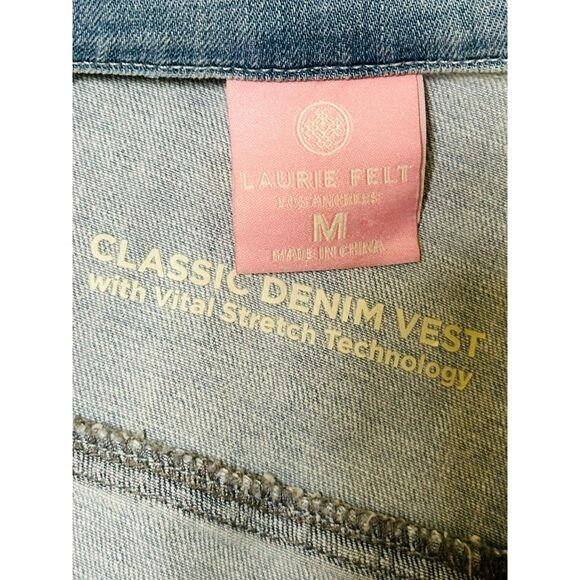 LAURIE FELT
LOS ANGELES
M
MADE IN CHINA
CLASSIC DENIM VEST
with Vital Stretch Technology